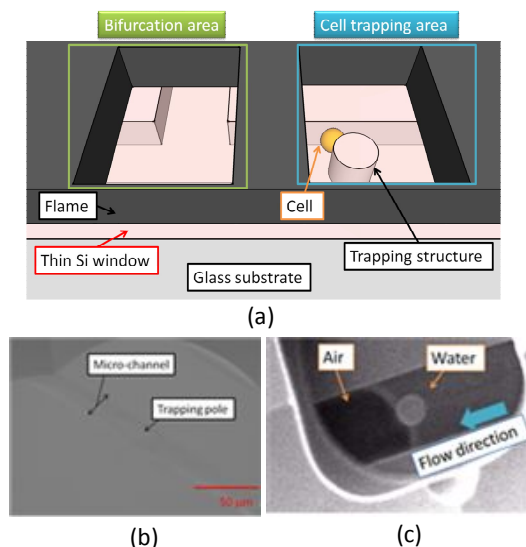 Bifurcation area
Cell trapping area
Flame
Cell
Thin Si window
Trapping structure
Glass substrate
(a)
Micro-channel
Trapping pole
50 μm
(b)
Air
Water
Flow direction
(c)